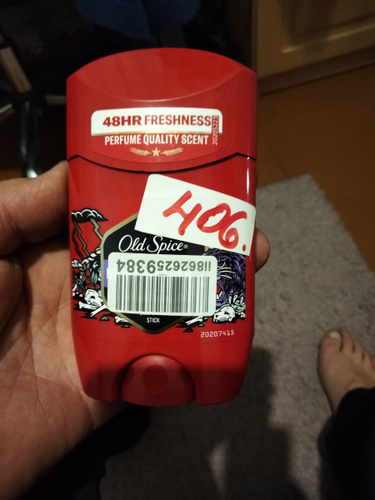 48HR FRESHNESS
PERFUME QUALITY SCENT
406.
Old Spice
STICK
20207415